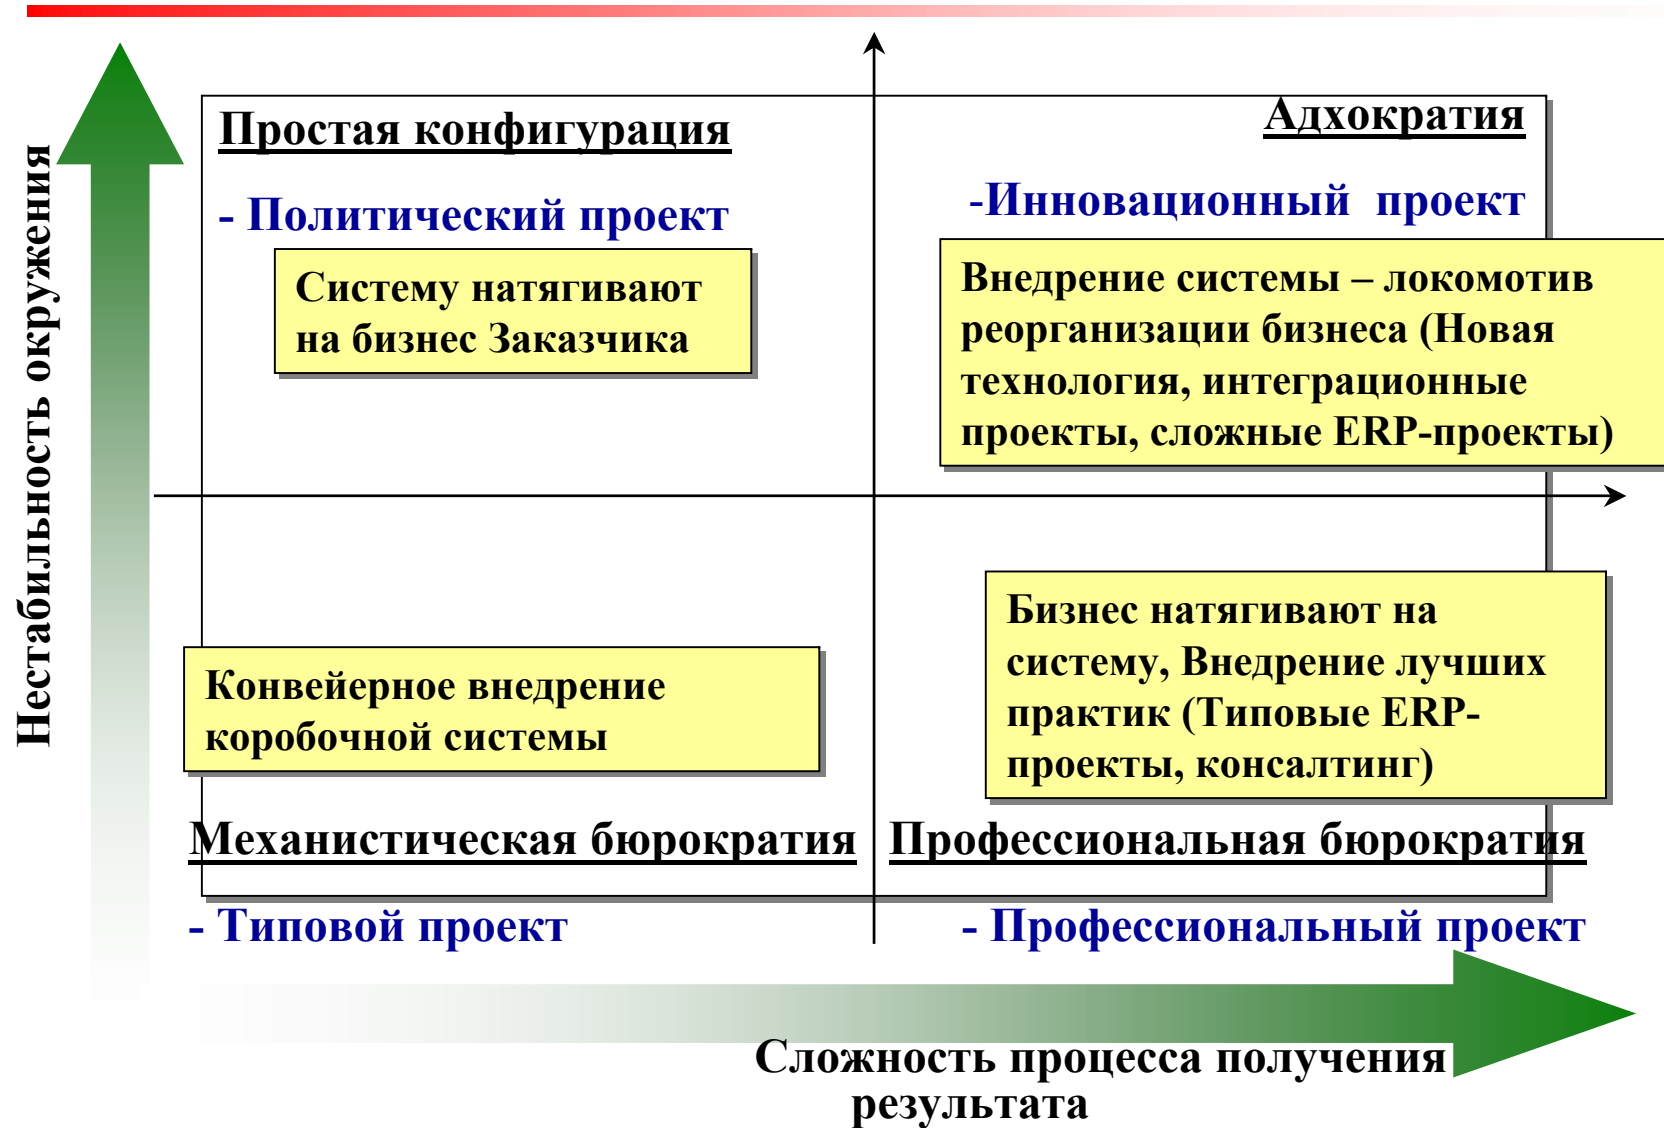 Нестабильность окружения
Простая конфигурация
- Политический проект
Систему натягивают
на бизнес Заказчика
Адхократия
-Инновационный проект
Внедрение системы – локомотив
реорганизации бизнеса (Новая
технология, интеграционные
проекты, сложные ERP-проекты)
Конвейерное внедрение
коробочной системы
Механистическая бюрократия
- Типовой проект
Бизнес натягивают на
систему, Внедрение лучших
практик (Типовые ERP-
проекты, консалтинг)
Профессиональная бюрократия
- Профессиональный проект
Сложность процесса получения
результата